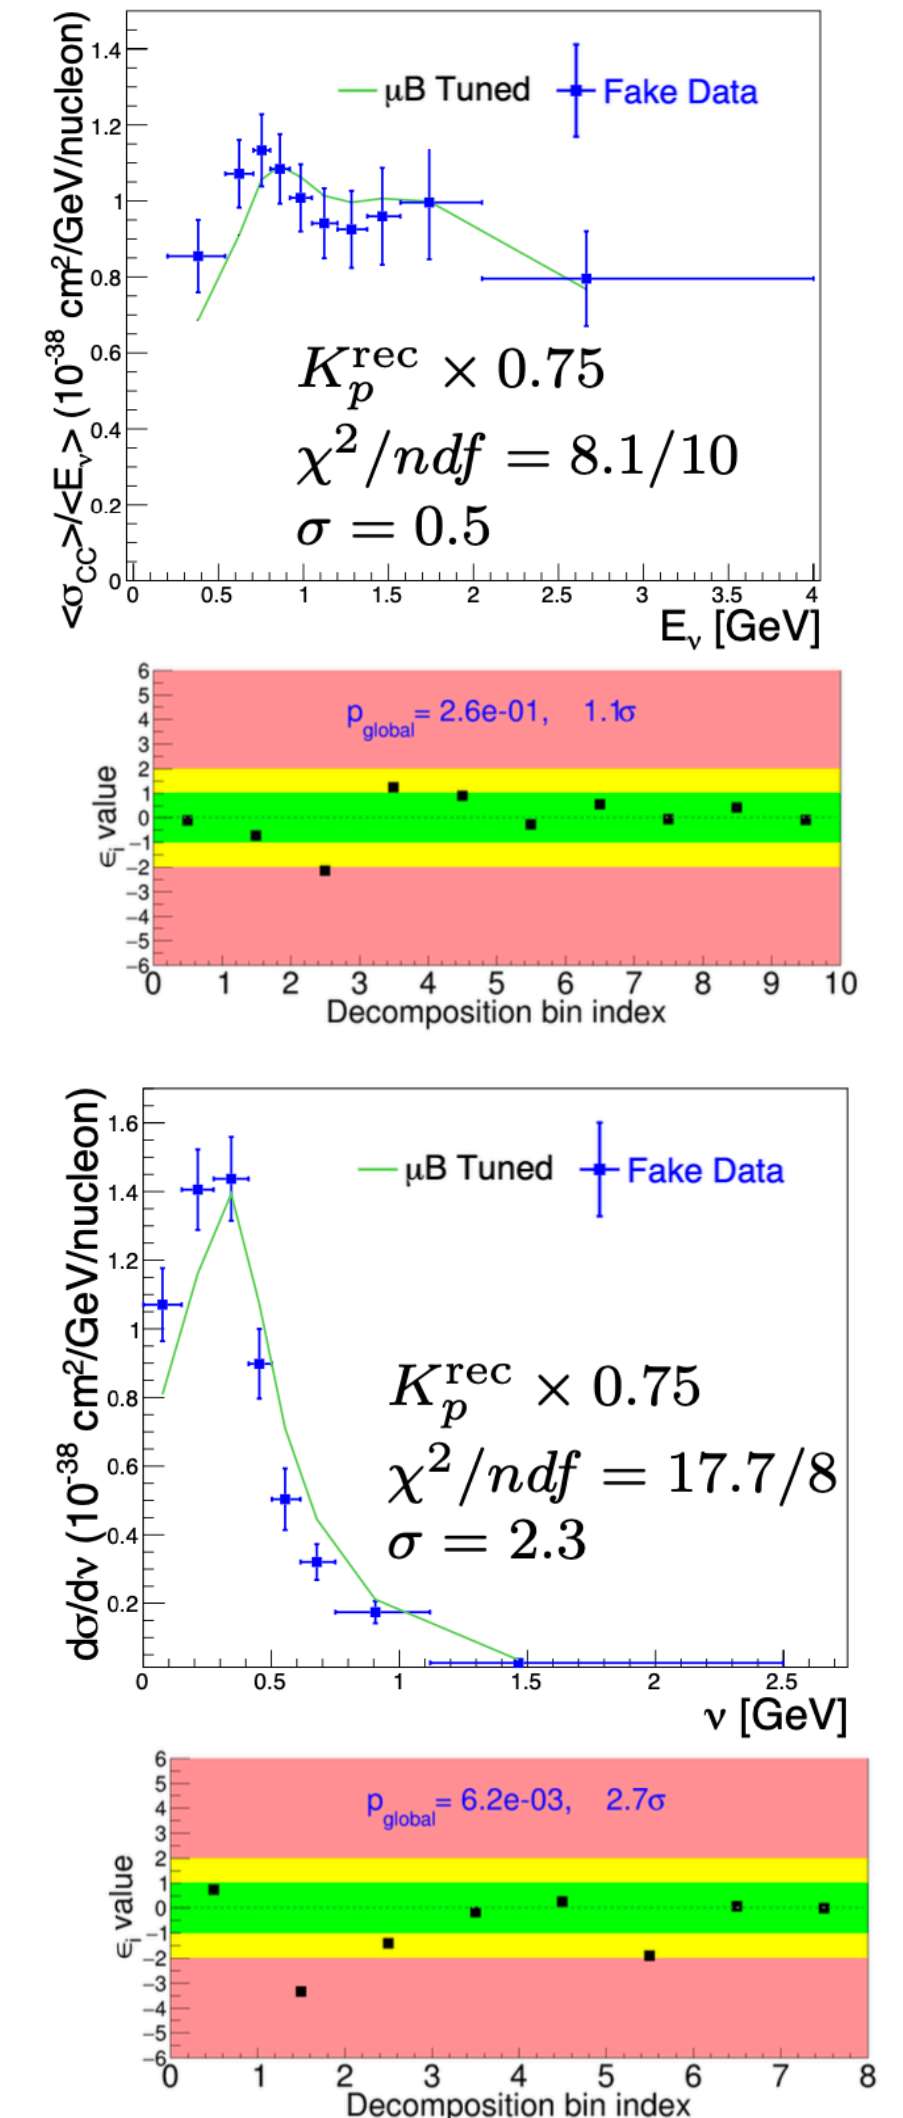 <σCC>/<Eν> (10^-38 cm^2/GeV/nucleon)
1.4
1.2
1
0.8
0.6
0.4
0.2
0
μB Tuned
Fake Data
K_p^rec × 0.75
χ^2/ndf = 8.1/10
σ = 0.5
0 0.5 1 1.5 2 2.5 3 3.5 4
Eν [GeV]
ϵi value
6
5
4
3
2
1
0
−1
−2
−3
−4
−5
−6
p_global= 2.6e-01, 1.1σ
0 1 2 3 4 5 6 7 8 9 10
Decomposition bin index
dσ/dν (10^-38 cm^2/GeV/nucleon)
1.6
1.4
1.2
1
0.8
0.6
0.4
0.2
μB Tuned
Fake Data
K_p^rec × 0.75
χ^2/ndf = 17.7/8
σ = 2.3
0 0.5 1 1.5 2 2.5
ν [GeV]
ϵi value
6
5
4
3
2
1
0
−1
−2
−3
−4
−5
−6
p_global= 6.2e-03, 2.7σ
0 1 2 3 4 5 6 7 8
Decomposition bin index